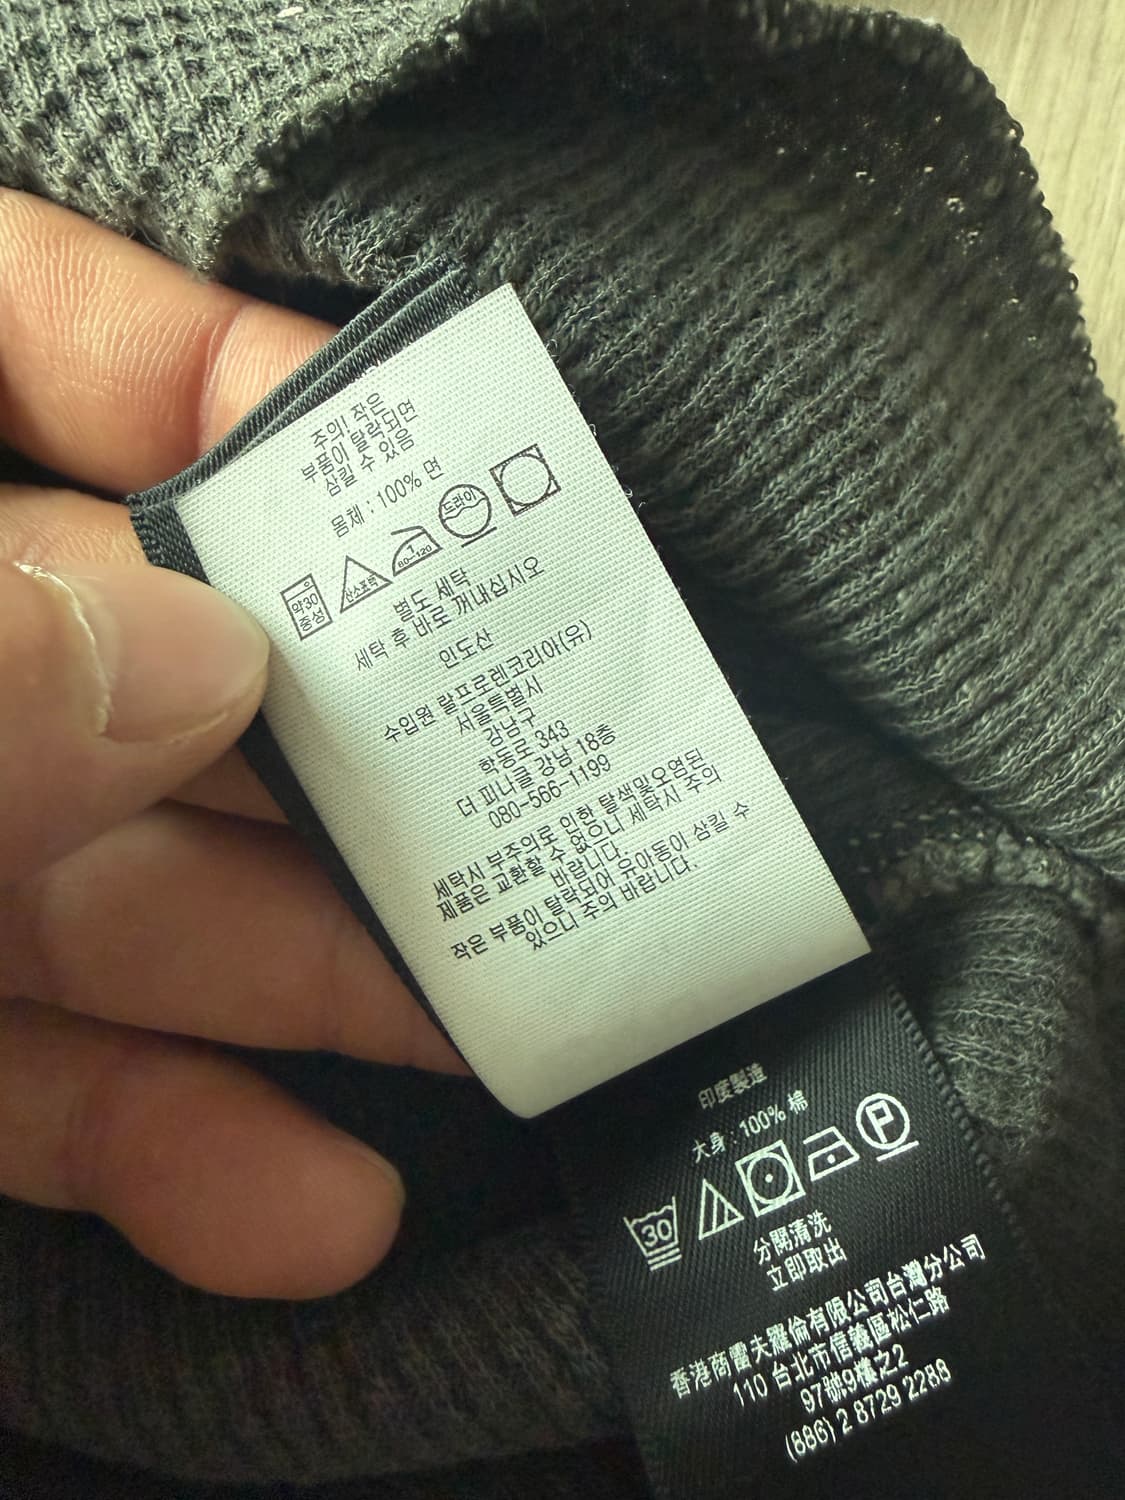 주의! 작은
부품이 탈락되면
삼킬 수 있음
몸체 : 100% 면
약30
중성
산소표백
1
80~120
드라이
별도 세탁
세탁 후 바로 꺼내십시오
인도산
수입원 랄프로렌코리아(유)
서울특별시
강남구
학동로 343
더 피나클 강남 18층
080-566-1199
세탁시 부주의로 인한 탈색및오염된
제품은 교환할 수 없으니 세탁시 주의
바랍니다.
작은 부품이 탈락되어 유아동이 삼킬 수
있으니 주의 바랍니다.
印度製造
大身 : 100% 棉
30
P
分開清洗
立即取出
香港商雷夫羅倫有限公司台灣分公司
110 台北市信義區松仁路
97號9樓之2
(886) 2 8729 2288